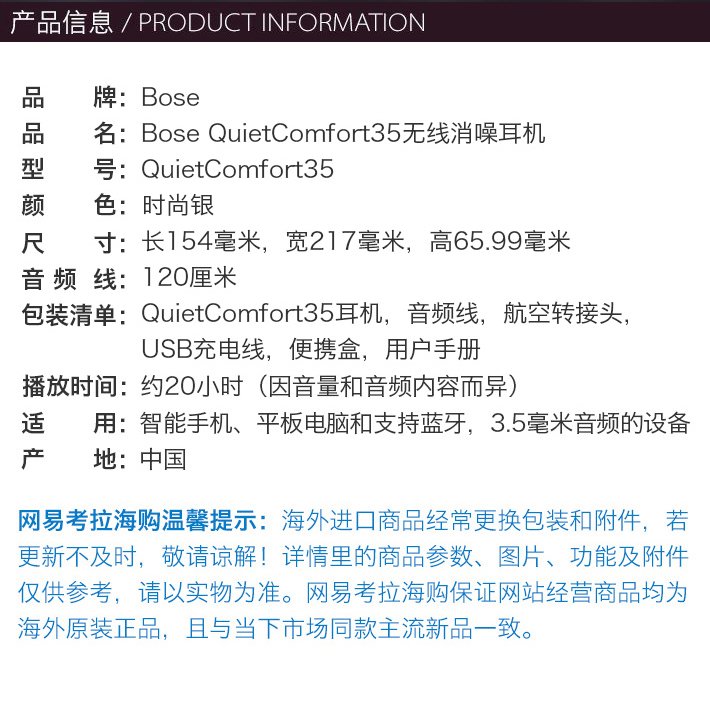 产品信息 / PRODUCT INFORMATION
品 牌：Bose
品 名：Bose QuietComfort35无线消噪耳机
型 号：QuietComfort35
颜 色：时尚银
尺 寸：长154毫米，宽217毫米，高65.99毫米
音 频 线：120厘米
包装清单：QuietComfort35耳机，音频线，航空转接头，
USB充电线，便携盒，用户手册
播放时间：约20小时（因音量和音频内容而异）
适 用：智能手机、平板电脑和支持蓝牙，3.5毫米音频的设备
产 地：中国
网易考拉海购温馨提示：海外进口商品经常更换包装和附件，若
更新不及时，敬请谅解！详情里的商品参数、图片、功能及附件
仅供参考，请以实物为准。网易考拉海购保证网站经营商品均为
海外原装正品，且与当下市场同款主流新品一致。